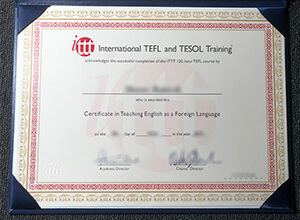 ittt International TEFL and TESOL Training
acknowledges the successful completion of the ITTT 120-hour TEFL course by
who is awarded this
Certificate in Teaching English as a Foreign Language
on the day of in the year
Academic Director Course Director